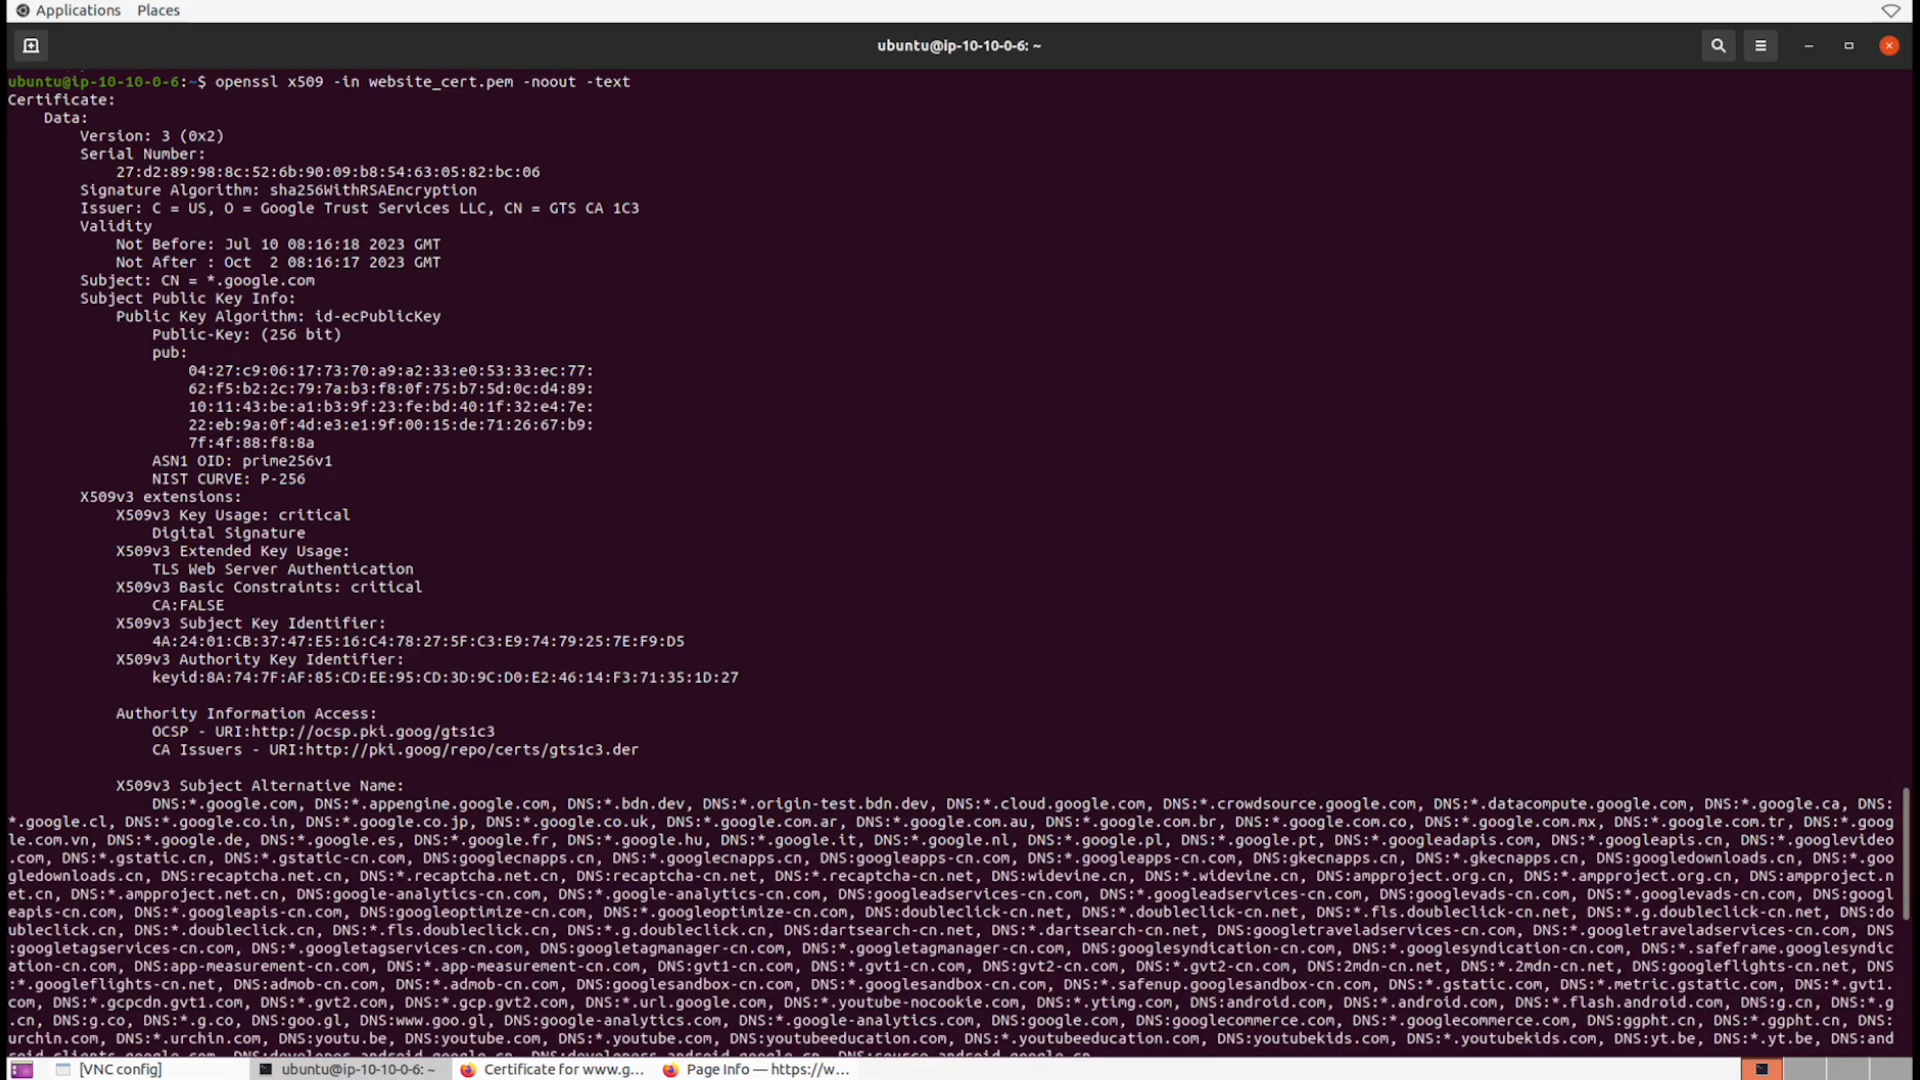 Applications Places
ubuntu@ip-10-10-0-6: ~
ubuntu@ip-10-10-0-6:~$ openssl x509 -in website_cert.pem -noout -text
Certificate:
Data:
Version: 3 (0x2)
Serial Number:
27:d2:89:98:8c:52:6b:90:09:b8:54:63:05:82:bc:06
Signature Algorithm: sha256WithRSAEncryption
Issuer: C = US, O = Google Trust Services LLC, CN = GTS CA 1C3
Validity
Not Before: Jul 10 08:16:18 2023 GMT
Not After : Oct  2 08:16:17 2023 GMT
Subject: CN = *.google.com
Subject Public Key Info:
Public Key Algorithm: id-ecPublicKey
Public-Key: (256 bit)
pub:
04:27:c9:06:17:73:70:a9:a2:33:e0:53:33:ec:77:
62:f5:b2:2c:79:7a:b3:f8:0f:75:b7:5d:0c:d4:89:
10:11:43:be:a1:b3:9f:23:fe:bd:40:1f:32:e4:7e:
22:eb:9a:0f:4d:e3:e1:9f:00:15:de:71:26:67:b9:
7f:4f:88:f8:8a
ASN1 OID: prime256v1
NIST CURVE: P-256
X509v3 extensions:
X509v3 Key Usage: critical
Digital Signature
X509v3 Extended Key Usage:
TLS Web Server Authentication
X509v3 Basic Constraints: critical
CA:FALSE
X509v3 Subject Key Identifier:
4A:24:01:CB:37:47:E5:16:C4:78:27:5F:C3:E9:74:79:25:7E:F9:D5
X509v3 Authority Key Identifier:
keyid:8A:74:7F:AF:85:CD:EE:95:CD:3D:9C:D0:E2:46:14:F3:71:35:1D:27
Authority Information Access:
OCSP - URI:http://ocsp.pki.goog/gts1c3
CA Issuers - URI:http://pki.goog/repo/certs/gts1c3.der
X509v3 Subject Alternative Name:
DNS:*.google.com, DNS:*.appengine.google.com, DNS:*.bdn.dev, DNS:*.origin-test.bdn.dev, DNS:*.cloud.google.com, DNS:*.crowdsource.google.com, DNS:*.datacompute.google.com, DNS:*.google.ca, DNS:
*.google.cl, DNS:*.google.co.in, DNS:*.google.co.jp, DNS:*.google.co.uk, DNS:*.google.com.ar, DNS:*.google.com.au, DNS:*.google.com.br, DNS:*.google.com.co, DNS:*.google.com.mx, DNS:*.google.com.tr, DNS:*.goog
le.com.vn, DNS:*.google.de, DNS:*.google.es, DNS:*.google.fr, DNS:*.google.hu, DNS:*.google.it, DNS:*.google.nl, DNS:*.google.pl, DNS:*.google.pt, DNS:*.googleadapis.com, DNS:*.googleapis.cn, DNS:*.googlevideo
.com, DNS:*.gstatic.cn, DNS:*.gstatic-cn.com, DNS:googlecnapps.cn, DNS:*.googlecnapps.cn, DNS:googleapps-cn.com, DNS:*.googleapps-cn.com, DNS:gkecnapps.cn, DNS:*.gkecnapps.cn, DNS:googledownloads.cn, DNS:*.goo
gledownloads.cn, DNS:recaptcha.net.cn, DNS:*.recaptcha.net.cn, DNS:recaptcha-cn.net, DNS:*.recaptcha-cn.net, DNS:widevine.cn, DNS:*.widevine.cn, DNS:ampproject.org.cn, DNS:*.ampproject.org.cn, DNS:ampproject.n
et.cn, DNS:*.ampproject.net.cn, DNS:google-analytics-cn.com, DNS:*.google-analytics-cn.com, DNS:googleadservices-cn.com, DNS:*.googleadservices-cn.com, DNS:googlevads-cn.com, DNS:*.googlevads-cn.com, DNS:googl
eapis-cn.com, DNS:*.googleapis-cn.com, DNS:googleoptimize-cn.com, DNS:*.googleoptimize-cn.com, DNS:doubleclick-cn.net, DNS:*.doubleclick-cn.net, DNS:*.fls.doubleclick-cn.net, DNS:*.g.doubleclick-cn.net, DNS:do
ubleclick.cn, DNS:*.doubleclick.cn, DNS:*.fls.doubleclick.cn, DNS:*.g.doubleclick.cn, DNS:dartsearch-cn.net, DNS:*.dartsearch-cn.net, DNS:googletraveladservices-cn.com, DNS:*.googletraveladservices-cn.com, DNS
:googletagservices-cn.com, DNS:*.googletagservices-cn.com, DNS:googletagmanager-cn.com, DNS:*.googletagmanager-cn.com, DNS:googlesyndication-cn.com, DNS:*.googlesyndication-cn.com, DNS:*.safeframe.googlesyndic
ation-cn.com, DNS:app-measurement-cn.com, DNS:*.app-measurement-cn.com, DNS:gvt1-cn.com, DNS:*.gvt1-cn.com, DNS:gvt2-cn.com, DNS:*.gvt2-cn.com, DNS:2mdn-cn.net, DNS:*.2mdn-cn.net, DNS:googleflights-cn.net, DNS
:*.googleflights-cn.net, DNS:admob-cn.com, DNS:*.admob-cn.com, DNS:googlesandbox-cn.com, DNS:*.googlesandbox-cn.com, DNS:*.safenup.googlesandbox-cn.com, DNS:*.gstatic.com, DNS:*.metric.gstatic.com, DNS:*.gvt1.
com, DNS:*.gcpcdn.gvt1.com, DNS:*.gvt2.com, DNS:*.gcp.gvt2.com, DNS:*.url.google.com, DNS:*.youtube-nocookie.com, DNS:*.ytimg.com, DNS:android.com, DNS:*.android.com, DNS:*.flash.android.com, DNS:g.cn, DNS:*.g
.cn, DNS:g.co, DNS:*.g.co, DNS:goo.gl, DNS:www.goo.gl, DNS:google-analytics.com, DNS:*.google-analytics.com, DNS:google.com, DNS:googlecommerce.com, DNS:*.googlecommerce.com, DNS:ggpht.cn, DNS:*.ggpht.cn, DNS:
urchin.com, DNS:*.urchin.com, DNS:youtu.be, DNS:youtube.com, DNS:*.youtube.com, DNS:youtubeeducation.com, DNS:*.youtubeeducation.com, DNS:youtubekids.com, DNS:*.youtubekids.com, DNS:yt.be, DNS:*.yt.be, DNS:and
roid.clients.google.com, DNS:developer.android.google.cn, DNS:developers.android.google.cn, DNS:source.android.google.cn
[VNC config] ubuntu@ip-10-10-0-6: ~ Certificate for www.g... Page Info — https://w...